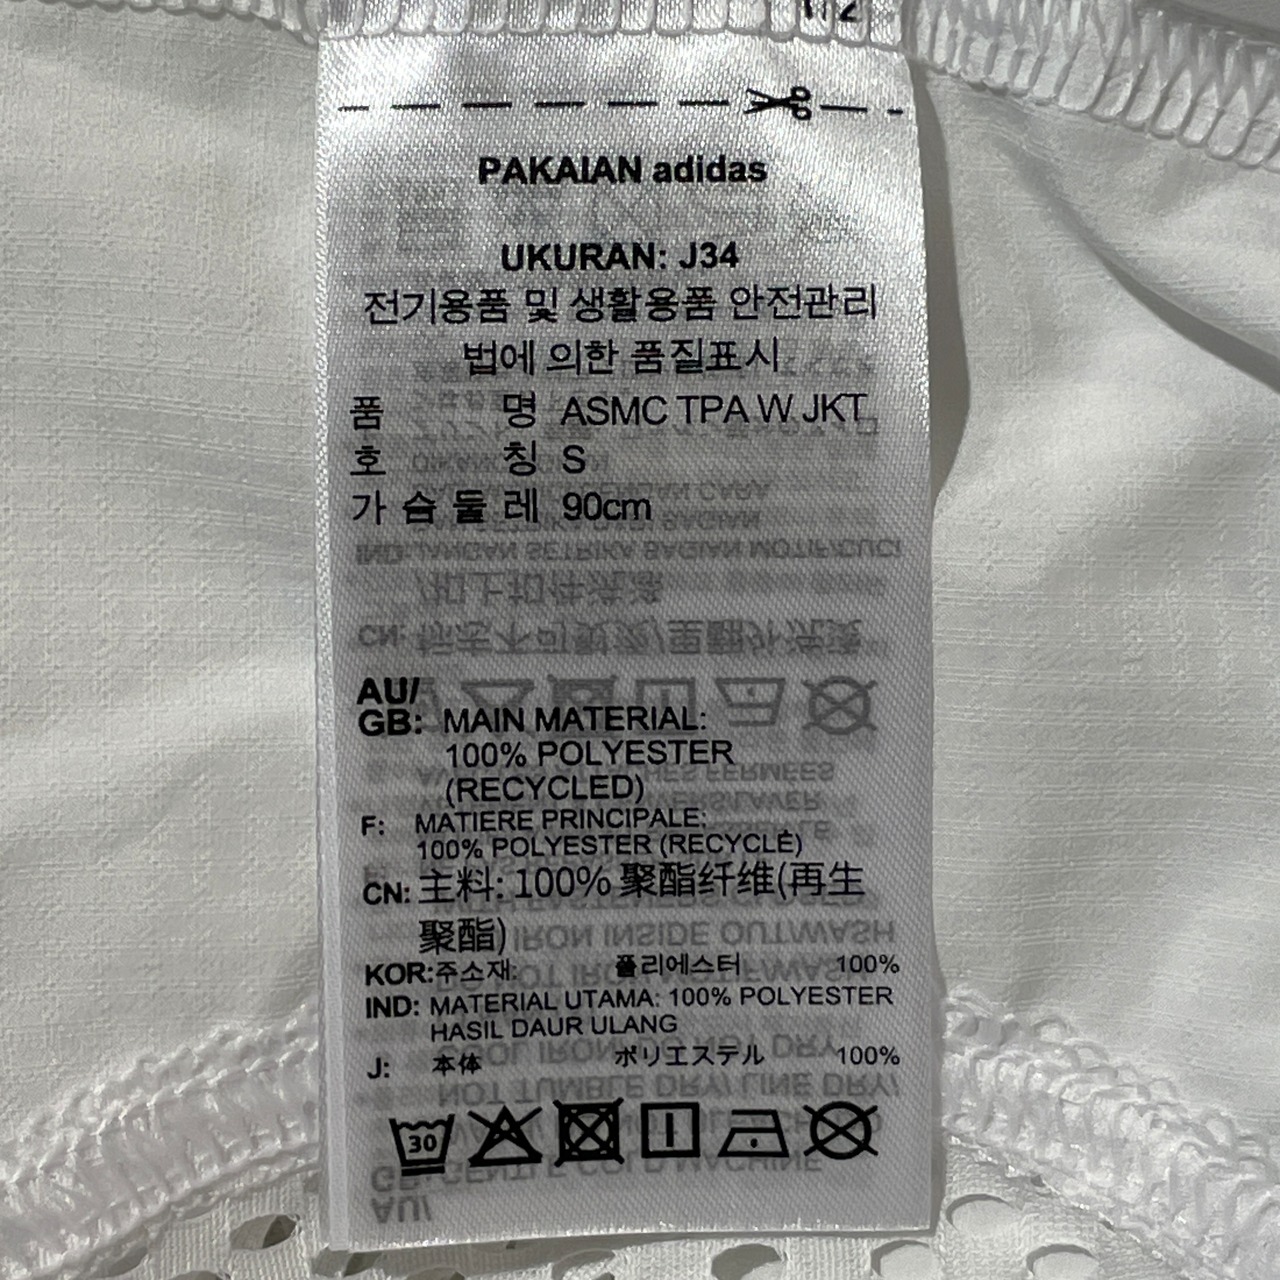 PAKAIAN adidas
UKURAN: J34
전기용품 및 생활용품 안전관리
법에 의한 품질표시
품 명 ASMC TPA W JKT
호 칭 S
가 슴 둘 레 90cm
AU/
GB: MAIN MATERIAL:
100% POLYESTER
(RECYCLED)
F: MATIERE PRINCIPALE:
100% POLYESTER (RECYCLÉ)
CN: 主料: 100% 聚酯纤维(再生
聚酯)
KOR:주소재: 폴리에스터 100%
IND: MATERIAL UTAMA: 100% POLYESTER
HASIL DAUR ULANG
J: 本体 ポリエステル 100%
30